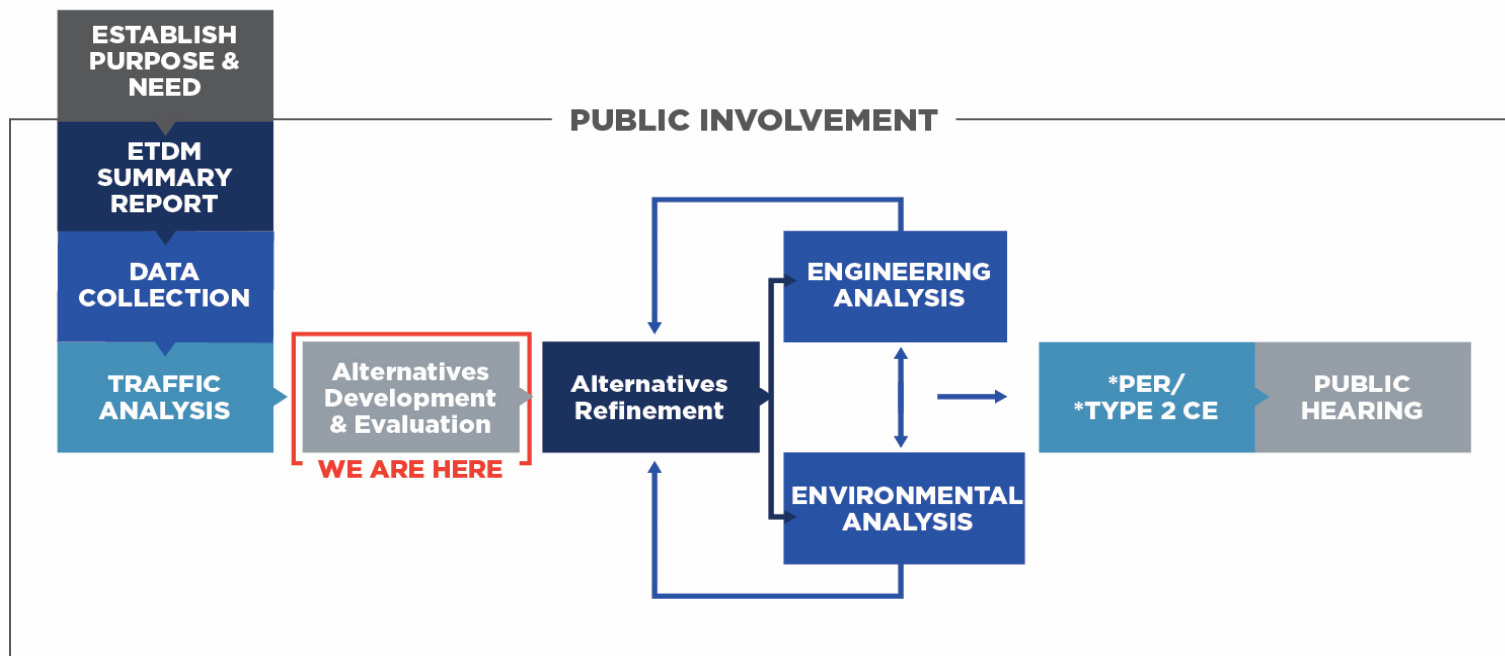 ESTABLISH
PURPOSE &
NEED
PUBLIC INVOLVEMENT
ETDM
SUMMARY
REPORT
DATA
COLLECTION
TRAFFIC
ANALYSIS
Alternatives
Development
& Evaluation
WE ARE HERE
Alternatives
Refinement
ENGINEERING
ANALYSIS
ENVIRONMENTAL
ANALYSIS
*PER/
*TYPE 2 CE
PUBLIC
HEARING